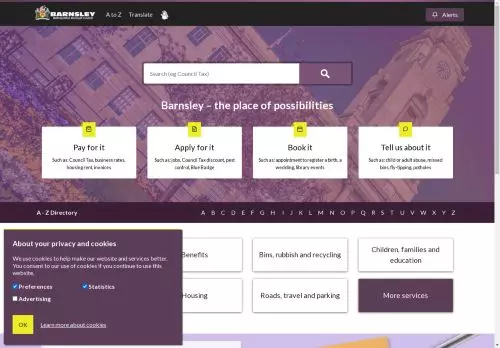 BARNSLEY
Metropolitan Borough Council
A to Z
Translate
Alerts
Search (eg Council Tax)
Barnsley – the place of possibilities
Pay for it
Such as: Council Tax, business rates,
housing rent, invoices
Apply for it
Such as: jobs, Council Tax discount, pest
control, Blue Badge
Book it
Such as: appointment to register a birth, a
wedding, library events
Tell us about it
Such as: child or adult abuse, missed
bins, fly-tipping, potholes
A - Z Directory
A B C D E F G H I J K L M N O P Q R S T U V W X Y Z
Benefits
Bins, rubbish and recycling
Children, families and
education
Housing
Roads, travel and parking
More services
About your privacy and cookies
We use cookies to help make our website and services better.
You consent to our use of cookies if you continue to use this
website.
Preferences
Statistics
Advertising
OK
Learn more about cookies